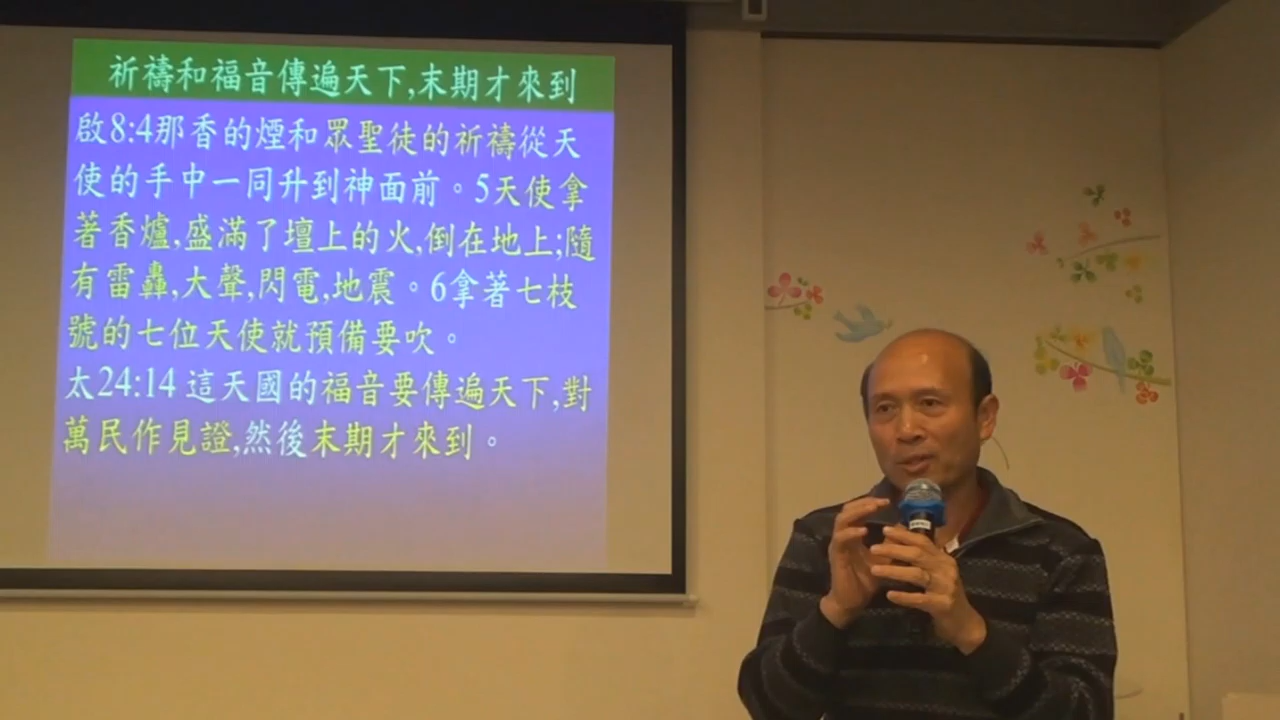 祈禱和福音傳遍天下,末期才來到
啟8:4那香的煙和眾聖徒的祈禱從天
使的手中一同升到神面前。5天使拿
著香爐,盛滿了壇上的火,倒在地上;隨
有雷轟,大聲,閃電,地震。6拿著七枝
號的七位天使就預備要吹。
太24:14 這天國的福音要傳遍天下,對
萬民作見證,然後末期才來到。